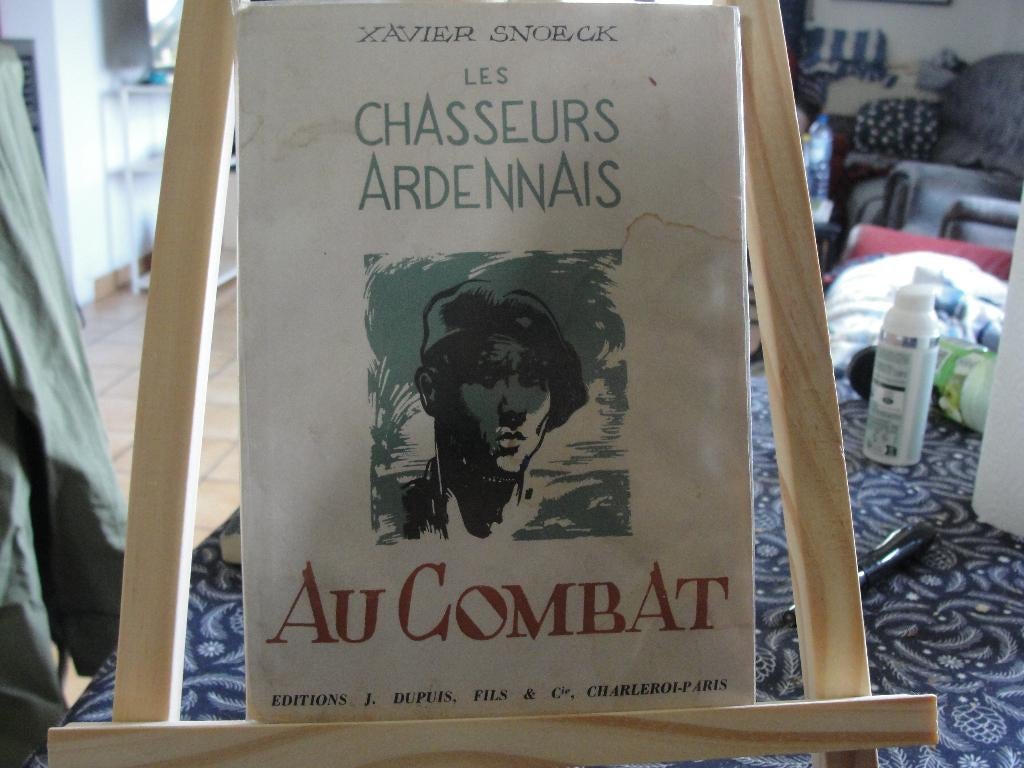 XAVIER SNOECK
LES
CHASSEURS
ARDENNAIS
AU COMBAT
EDITIONS J. DUPUIS, FILS & Cie, CHARLEROI-PARIS